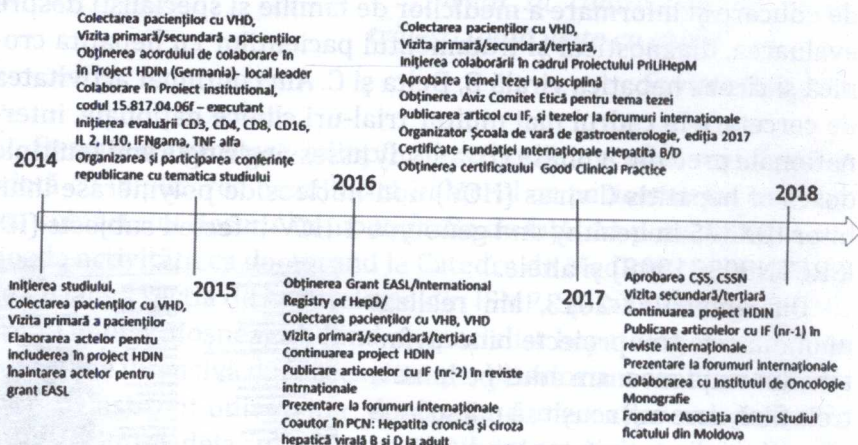 Colectarea pacienților cu VHD,
Vizita primară/secundară a pacienților
Obținerea acordului de colaborare în
în Project HDIN (Germania)- local leader
Colaborare în Project instituțional,
codul 15.817.04.06f – executant
Inițierea evaluării CD3, CD4, CD8, CD16,
CD20, HLA DR și TNF alfa
Organizarea și participarea conferințe
republicane cu tematica studiului
Colectarea pacienților cu VHD,
Vizita primară/secundară/terțiară,
Inițierea colaborării în cadrul Proiectului PriLiHepM
Aprobarea temei tezei la Disciplină
Obținerea Aviz Comitet Etică pentru tema tezei
Publicare articol cu IF, și tezelor la forumuri internaționale
Organizator Școala de vară de gastroenterologie, ediția 2017
Certificate Fundației Internaționale Hepatita B/D
Obținerea certificatului Good Clinical Practice
2014
2016
2018
Inițierea studiului,
Colectarea pacienților cu VHD,
Vizita primară a pacienților
Elaborarea actelor pentru
Includerea în project HDIN
Înaintarea actelor pentru
grant EASL
2015
Obținerea Grant EASL/International
Registry of HepD/
Colectarea pacienților cu VHB, VHD
Vizita primară/secundară/terțiară
Continuarea project HDIN
Publicare articolelor cu IF (nr-2) în reviste
internaționale
Prezentare la forumuri internaționale
Coautor în PCN: Hepatita cronică și ciroza
hepatică virală B și D la adult
2017
Aprobarea CȘS, CSSN
Vizita secundară/terțiară
Continuarea project HDIN
Publicare articolelor cu IF (nr-1) în
reviste internaționale
Prezentare la forumuri internaționale
Colaborarea cu Institutul de Oncologie
Monografie
Fondator Asociația pentru studiul
ficatului din Moldova